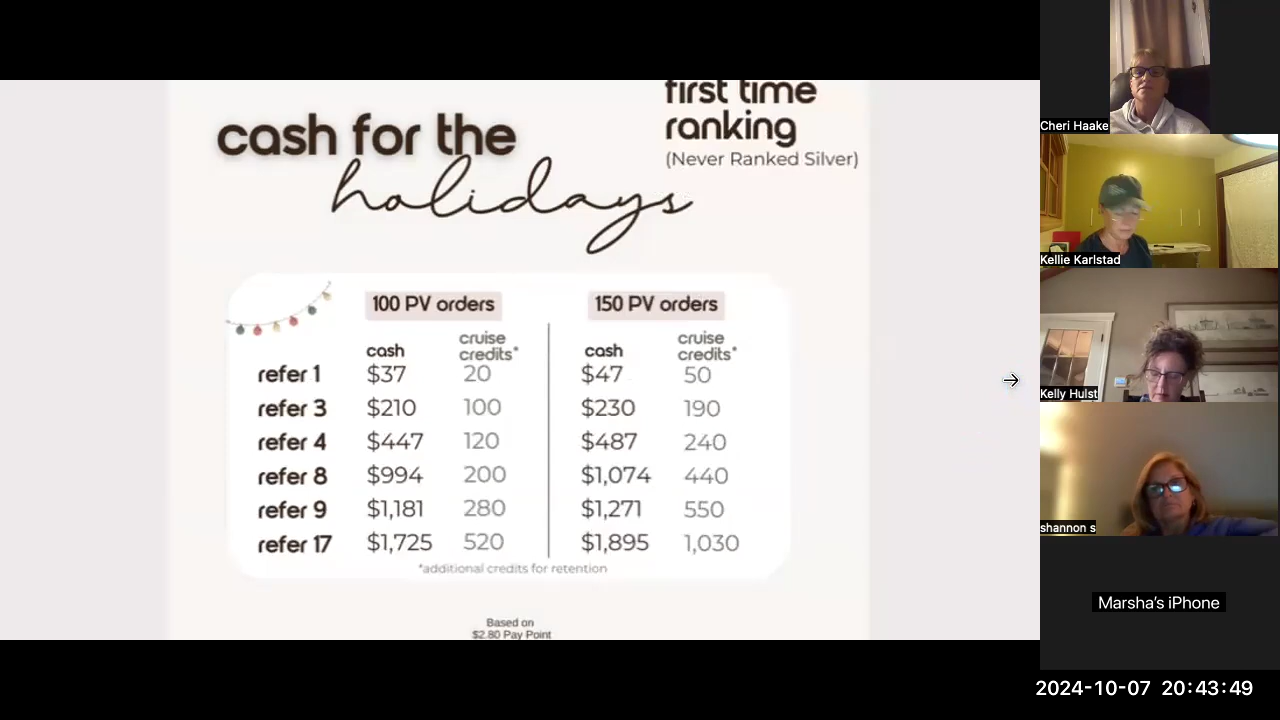 first time
ranking
(Never Ranked Silver)
cash for the
holidays
100 PV orders 150 PV orders
cash cruise credits* cash cruise credits*
refer 1 $37 20 $47 50
refer 3 $210 100 $230 190
refer 4 $447 120 $487 240
refer 8 $994 200 $1,074 440
refer 9 $1,181 280 $1,271 550
refer 17 $1,725 520 $1,895 1,030
*additional credits for retention
Based on
$2.80 Pay Point
Cheri Haake
Kellie Karlstad
Kelly Hulst
shannon s
Marsha's iPhone
2024-10-07 20:43:49